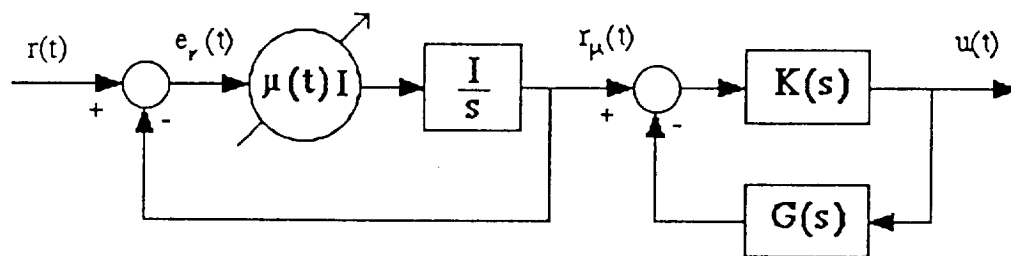 r(t)
+
-
e_r(t)
μ(t)I
I
s
r_μ(t)
+
-
K(s)
G(s)
u(t)